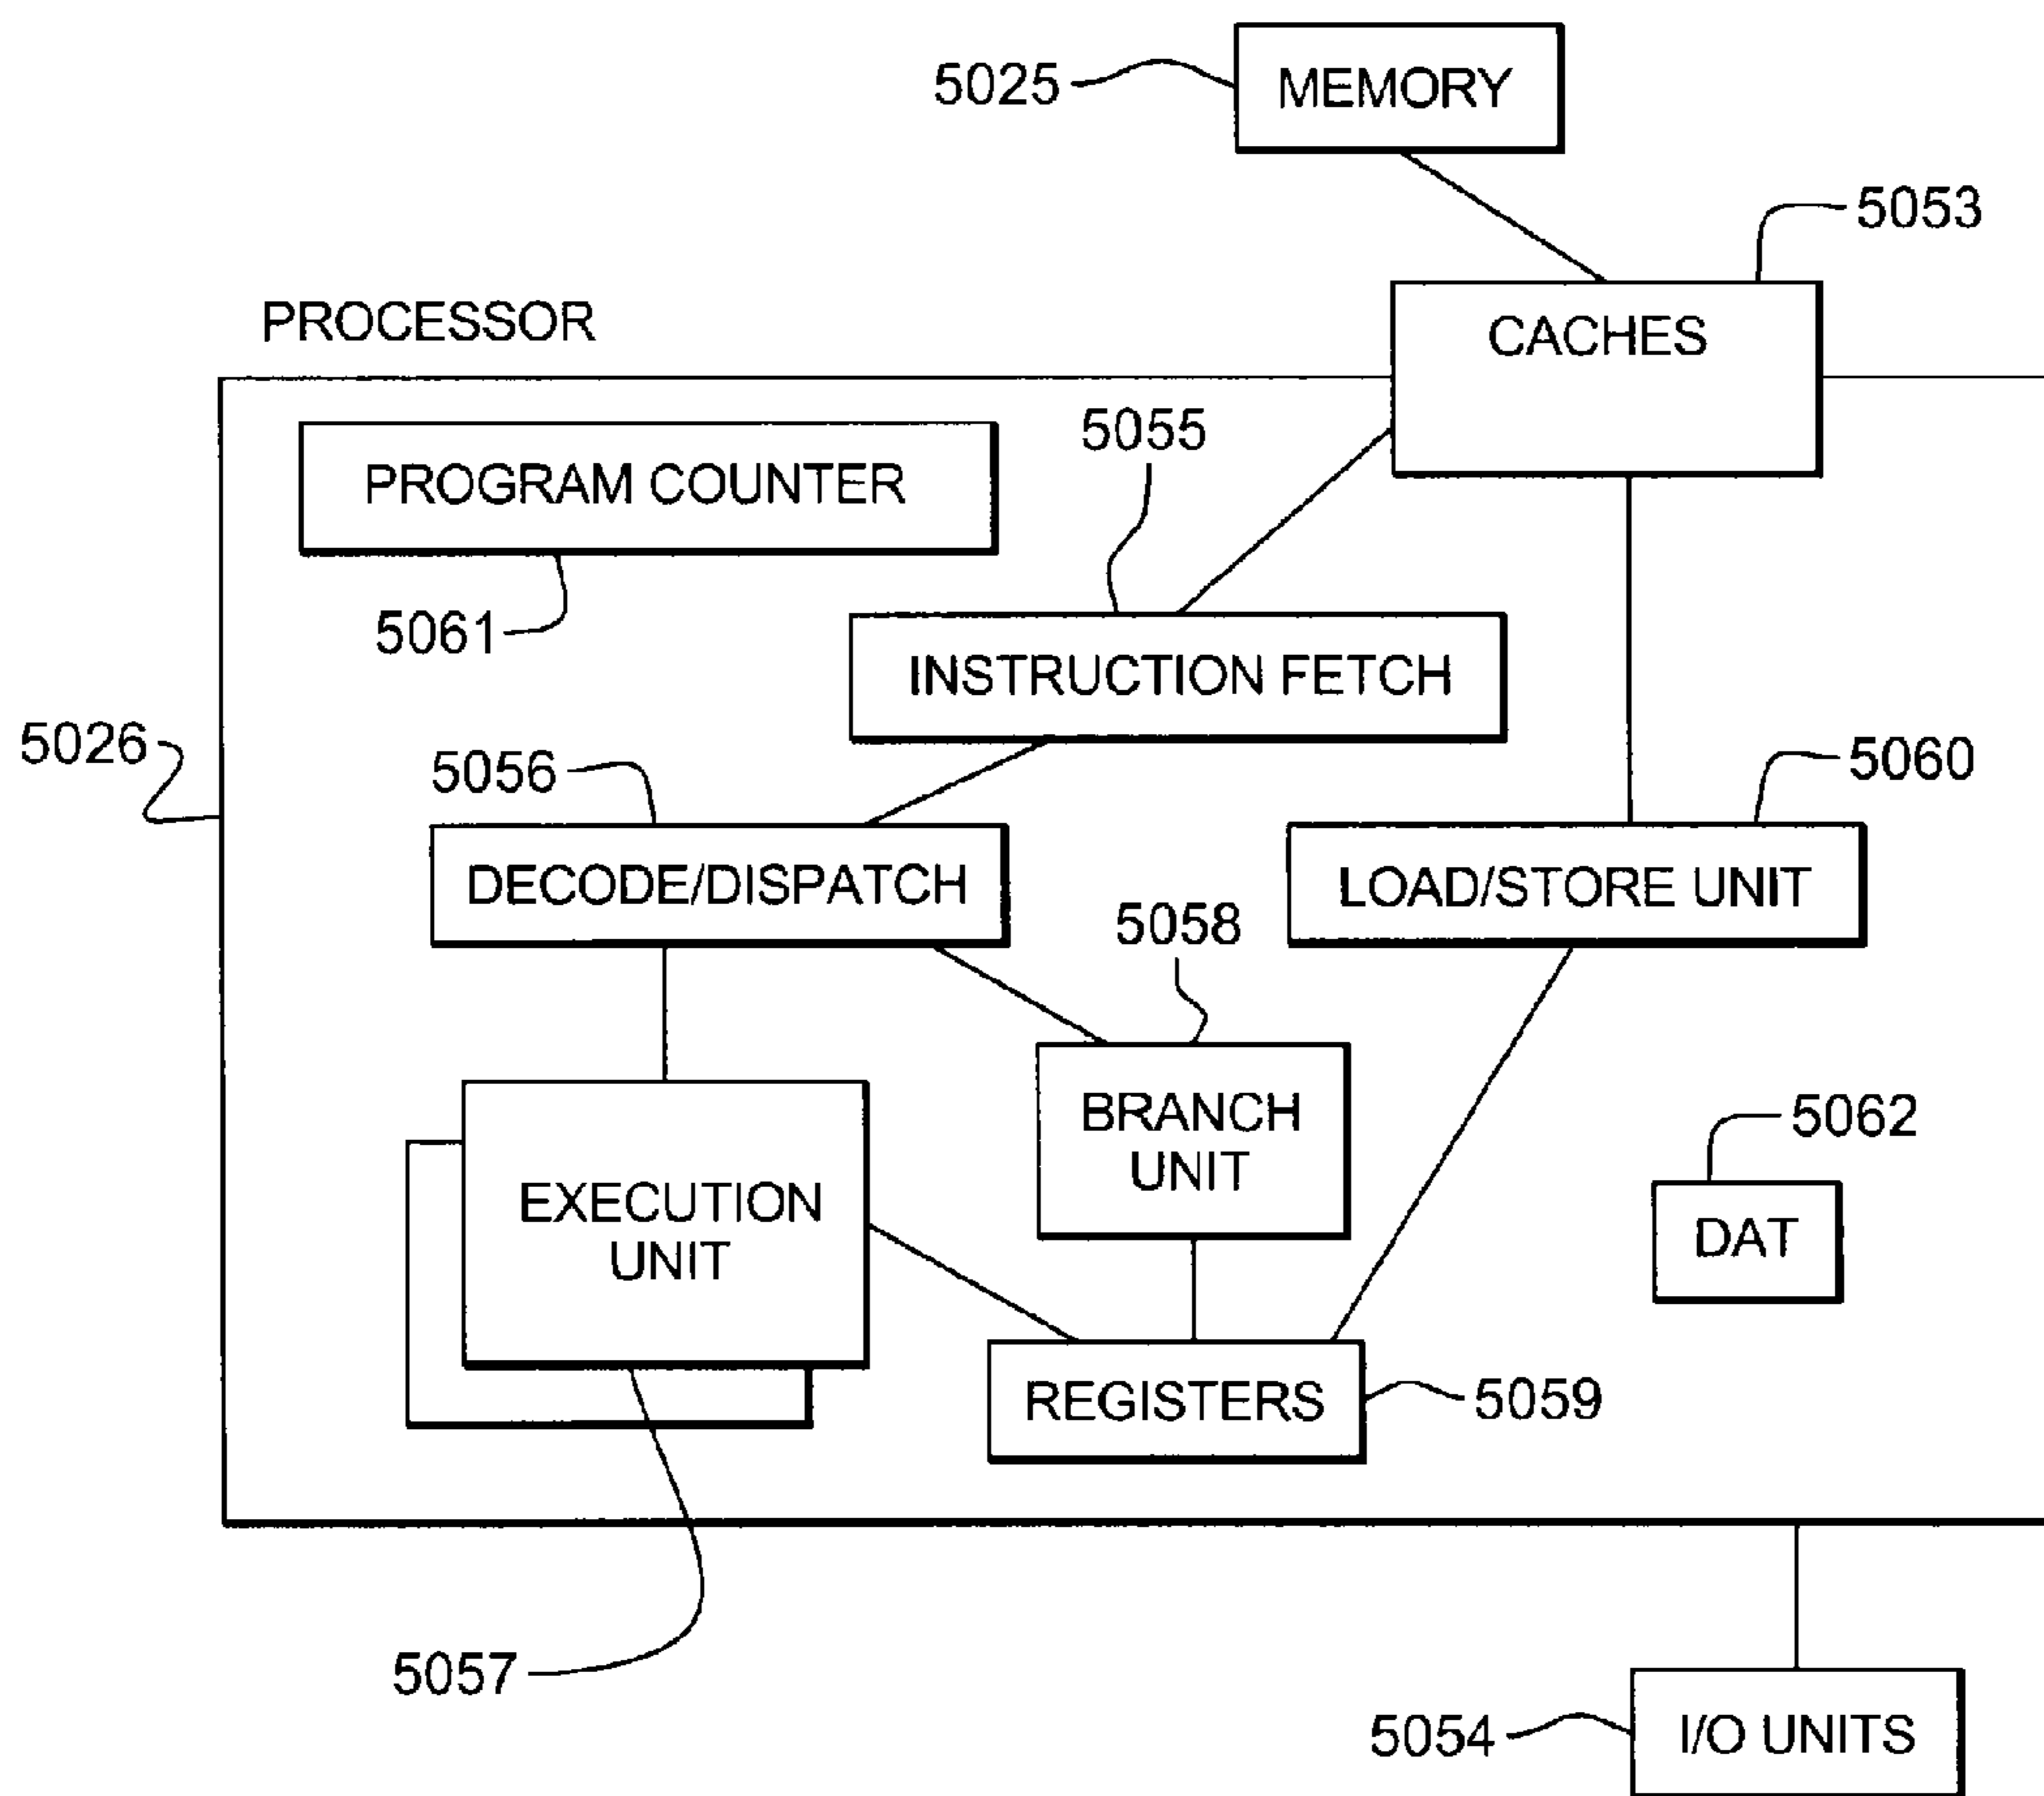 MEMORY
5025
5053
CACHES
PROCESSOR
5055
PROGRAM COUNTER
5061
INSTRUCTION FETCH
5026
5056
5060
DECODE/DISPATCH
LOAD/STORE UNIT
5058
BRANCH
UNIT
5062
EXECUTION
UNIT
DAT
REGISTERS
5059
5057
5054
I/O UNITS